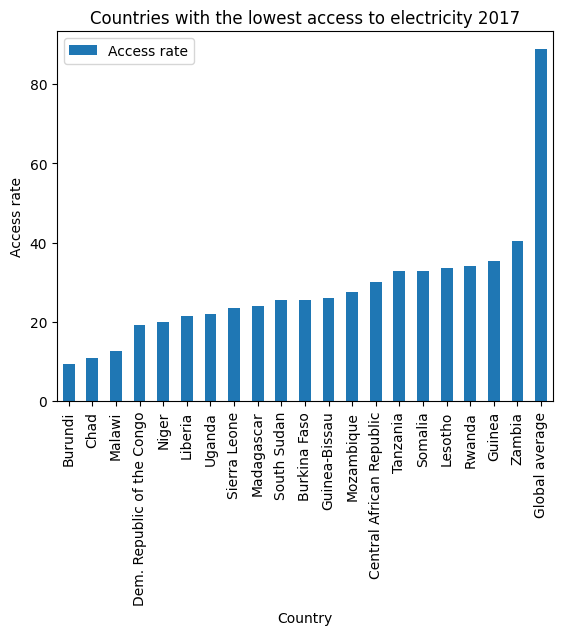 Countries with the lowest access to electricity 2017
Access rate
Access rate
80
60
40
20
0
Burundi
Chad
Malawi
Dem. Republic of the Congo
Niger
Liberia
Uganda
Sierra Leone
Madagascar
South Sudan
Burkina Faso
Guinea-Bissau
Mozambique
Central African Republic
Tanzania
Somalia
Lesotho
Rwanda
Guinea
Zambia
Global average
Country